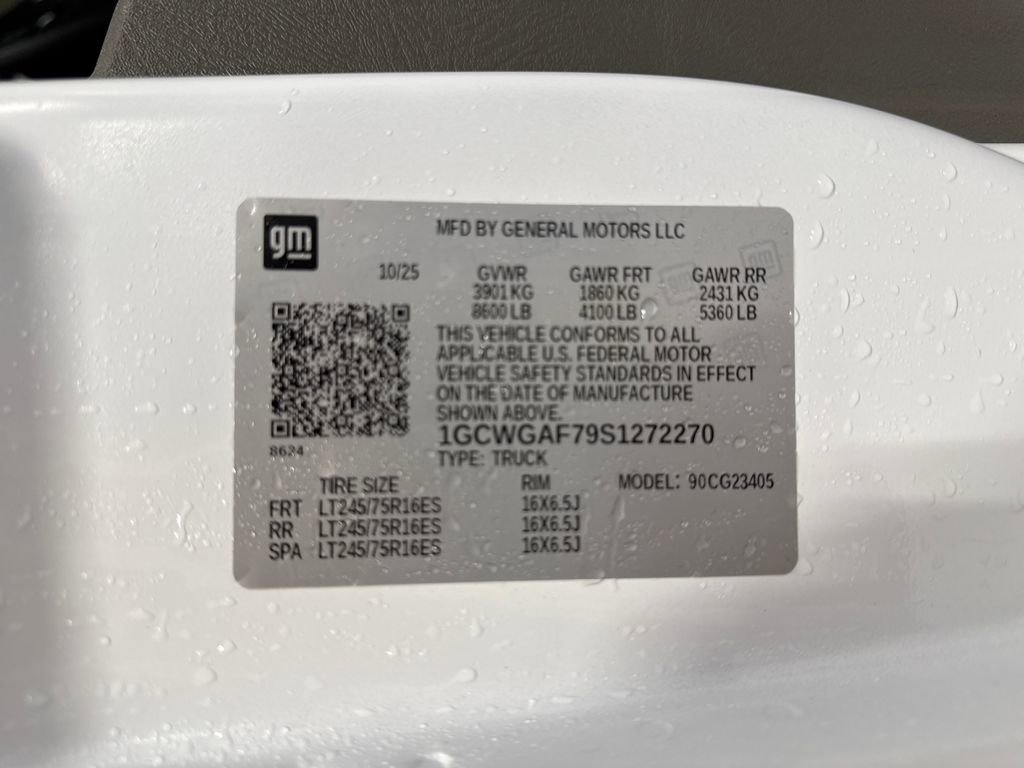 gm
MFD BY GENERAL MOTORS LLC
10/25 GVWR GAWR FRT GAWR RR
3901 KG 1860 KG 2431 KG
8600 LB 4100 LB 5360 LB
THIS VEHICLE CONFORMS TO ALL
APPLICABLE U.S. FEDERAL MOTOR
VEHICLE SAFETY STANDARDS IN EFFECT
ON THE DATE OF MANUFACTURE
SHOWN ABOVE.
1GCWGAF79S1272270
8624
TYPE: TRUCK
TIRE SIZE RIM MODEL: 90CG23405
FRT LT245/75R16ES 16X6.5J
RR LT245/75R16ES 16X6.5J
SPA LT245/75R16ES 16X6.5J